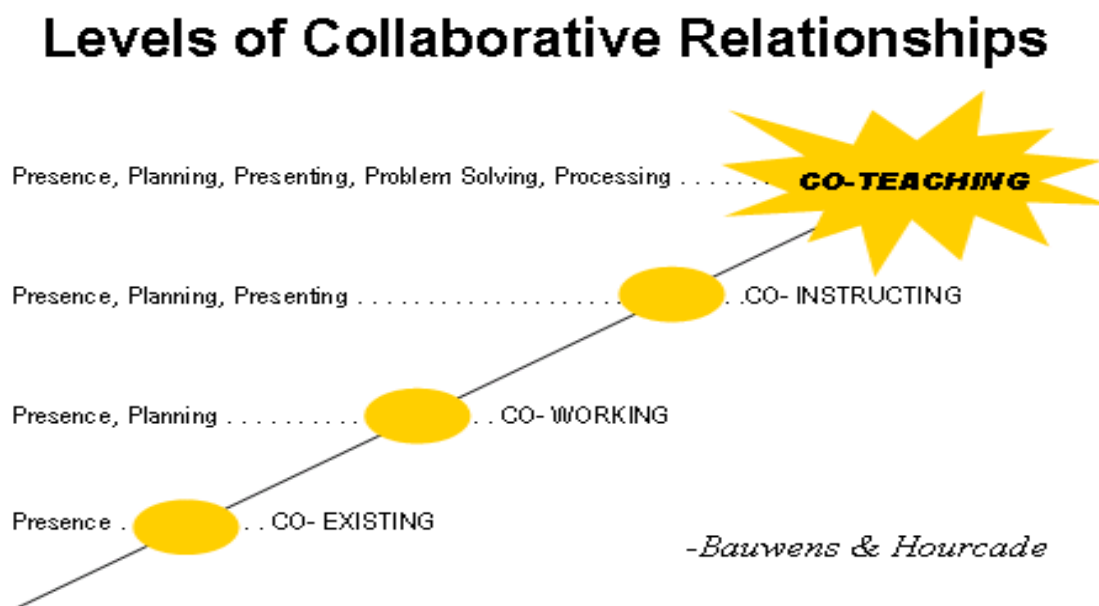 Levels of Collaborative Relationships
Presence, Planning, Presenting, Problem Solving, Processing . . . . . . . CO-TEACHING
Presence, Planning, Presenting . . . . . . . . . . . . . . . . . . . . . . CO- INSTRUCTING
Presence, Planning . . . . . . . . . . . . CO- WORKING
Presence . . . CO- EXISTING
-Bauwens & Hourcade